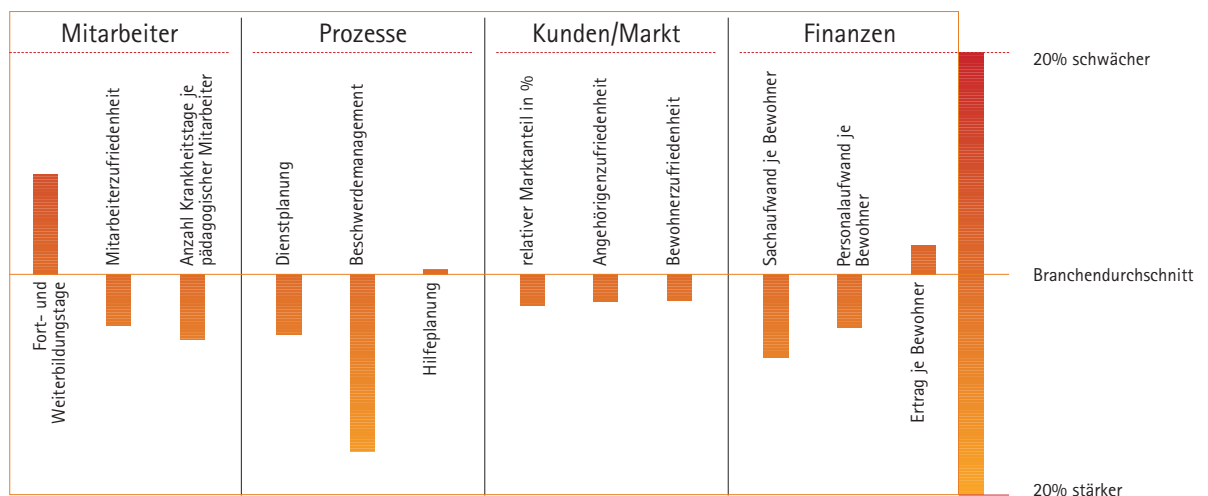 Mitarbeiter
Prozesse
Kunden/Markt
Finanzen
20% schwächer
Fort- und
Weiterbildungstage
Mitarbeiterzufriedenheit
Anzahl Krankheitstage je
pädagogischer Mitarbeiter
Dienstplanung
Beschwerdemanagement
Hilfeplanung
relativer Marktanteil in %
Angehörigenzufriedenheit
Bewohnerzufriedenheit
Sachaufwand je Bewohner
Personalaufwand je
Bewohner
Ertrag je Bewohner
Branchendurchschnitt
20% stärker